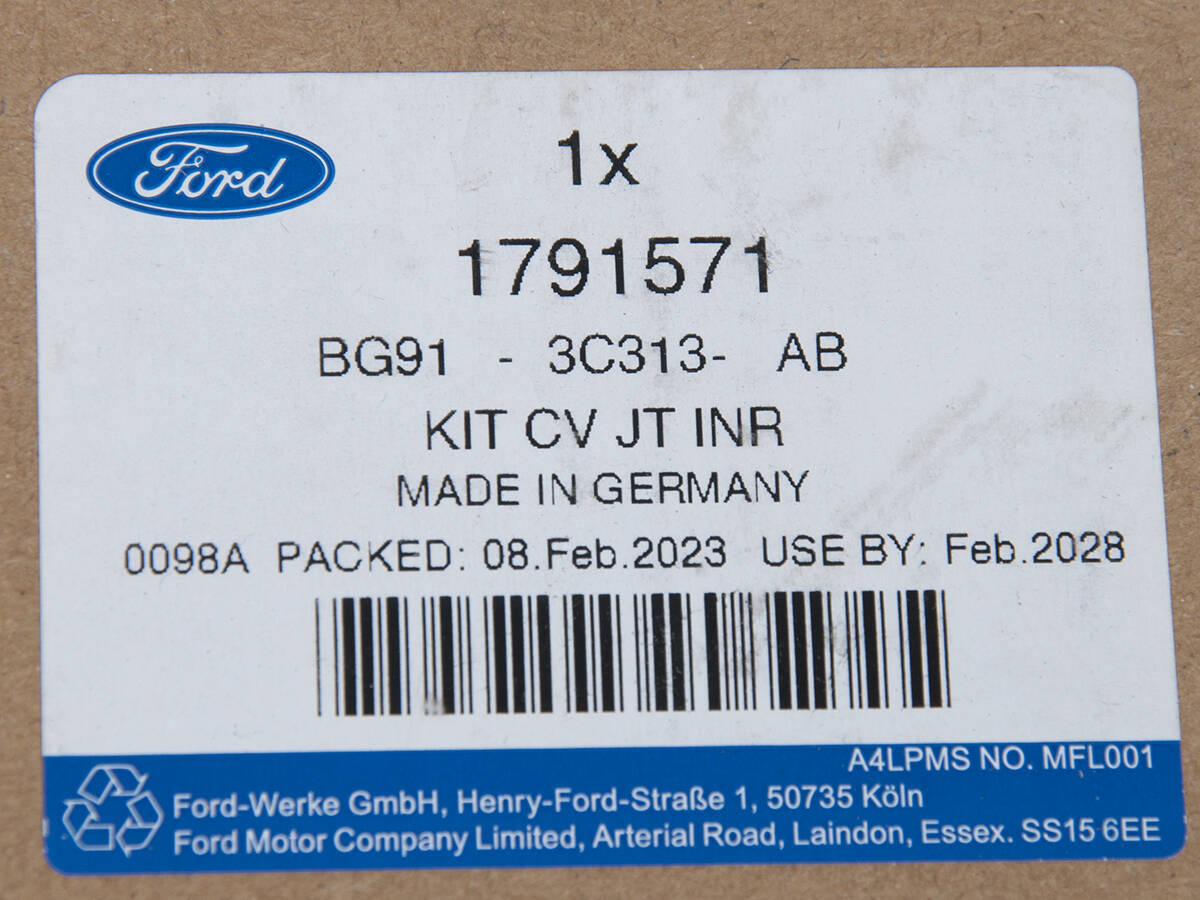 Ford
1x
1791571
BG91 - 3C313- AB
KIT CV JT INR
MADE IN GERMANY
0098A PACKED: 08.Feb.2023 USE BY: Feb.2028
A4LPMS NO. MFL001
Ford-Werke GmbH, Henry-Ford-Straße 1, 50735 Köln
Ford Motor Company Limited, Arterial Road, Laindon, Essex. SS15 6EE